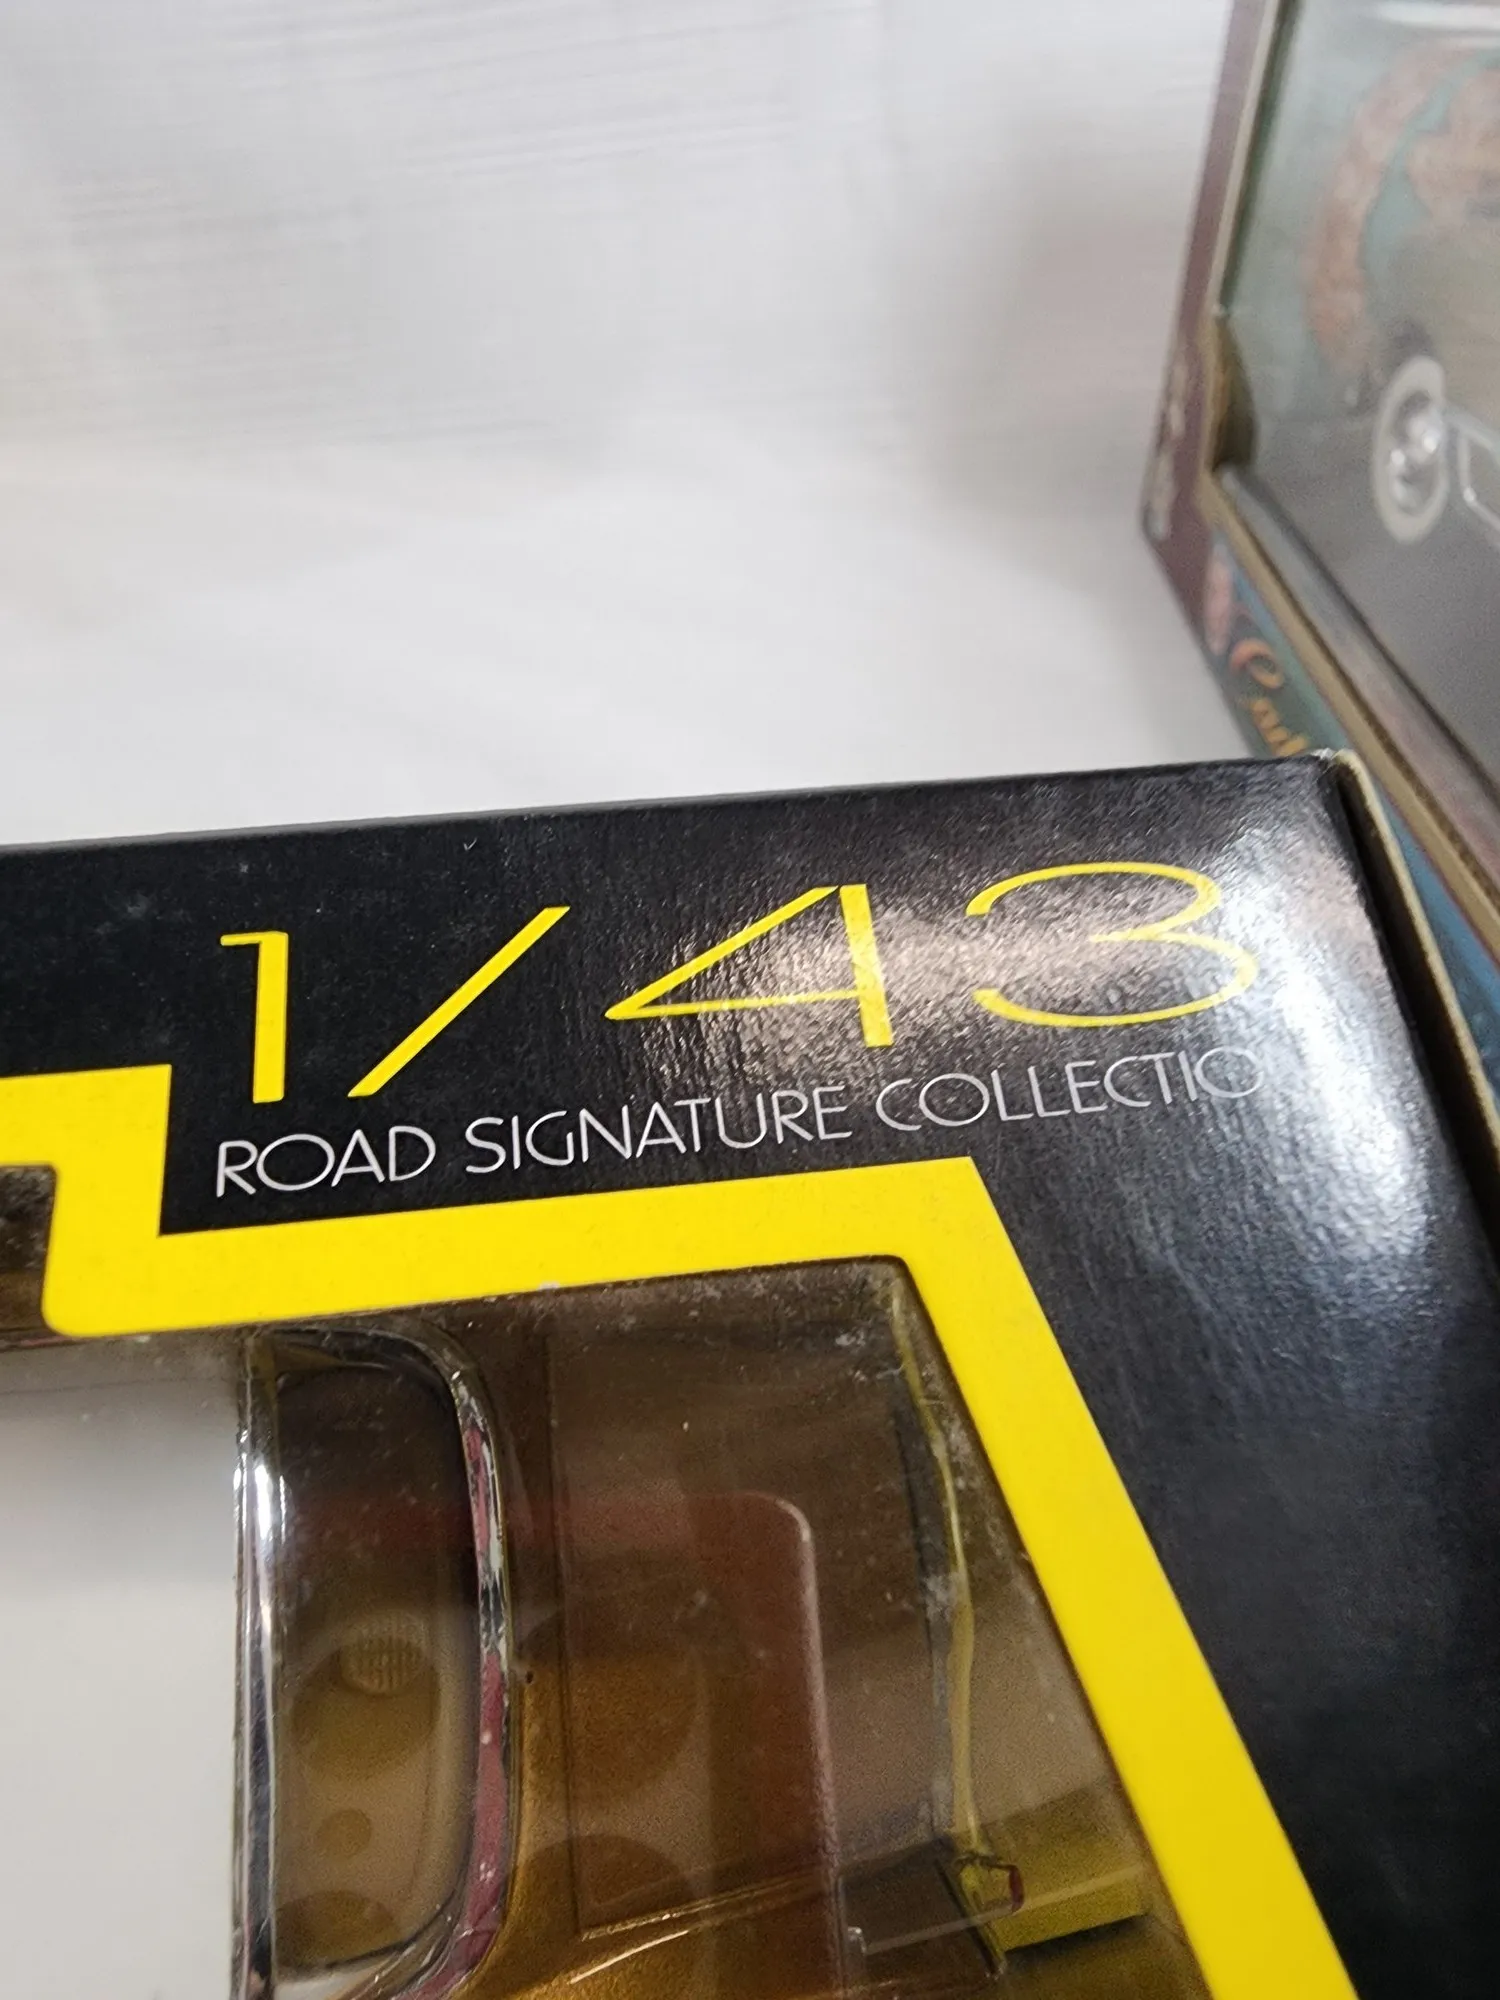 1/43
ROAD SIGNATURE COLLECTIO